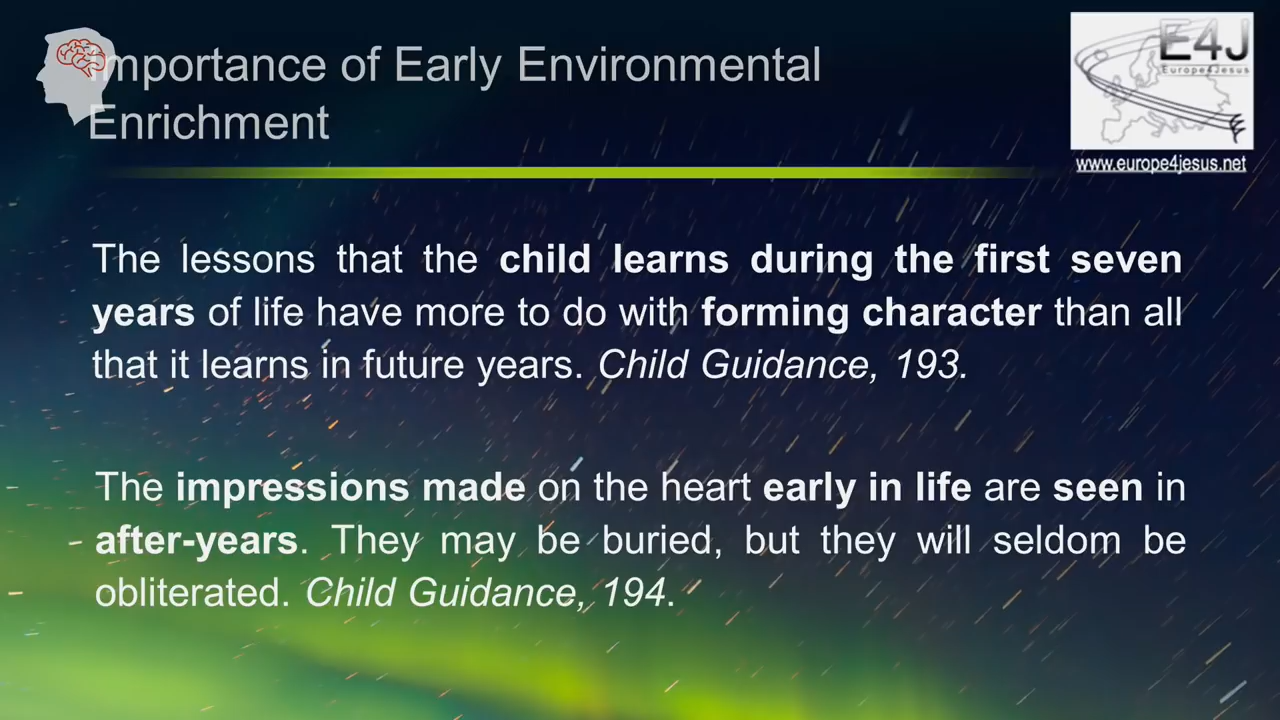 Importance of Early Environmental
Enrichment
E4J
Europe4Jesus
www.europe4jesus.net
The lessons that the child learns during the first seven
years of life have more to do with forming character than all
that it learns in future years. Child Guidance, 193.
The impressions made on the heart early in life are seen in
after-years. They may be buried, but they will seldom be
obliterated. Child Guidance, 194.